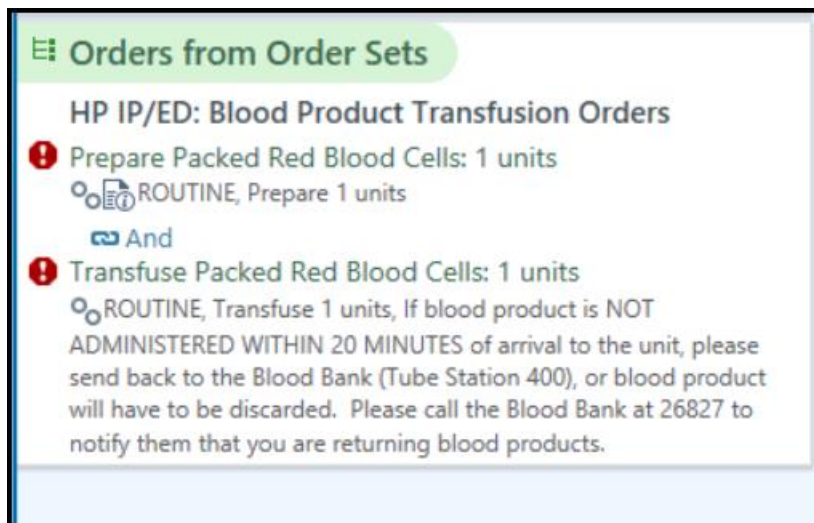 Orders from Order Sets
HP IP/ED: Blood Product Transfusion Orders
Prepare Packed Red Blood Cells: 1 units
ROUTINE, Prepare 1 units
And
Transfuse Packed Red Blood Cells: 1 units
ROUTINE, Transfuse 1 units, If blood product is NOT
ADMINISTERED WITHIN 20 MINUTES of arrival to the unit, please
send back to the Blood Bank (Tube Station 400), or blood product
will have to be discarded.  Please call the Blood Bank at 26827 to
notify them that you are returning blood products.